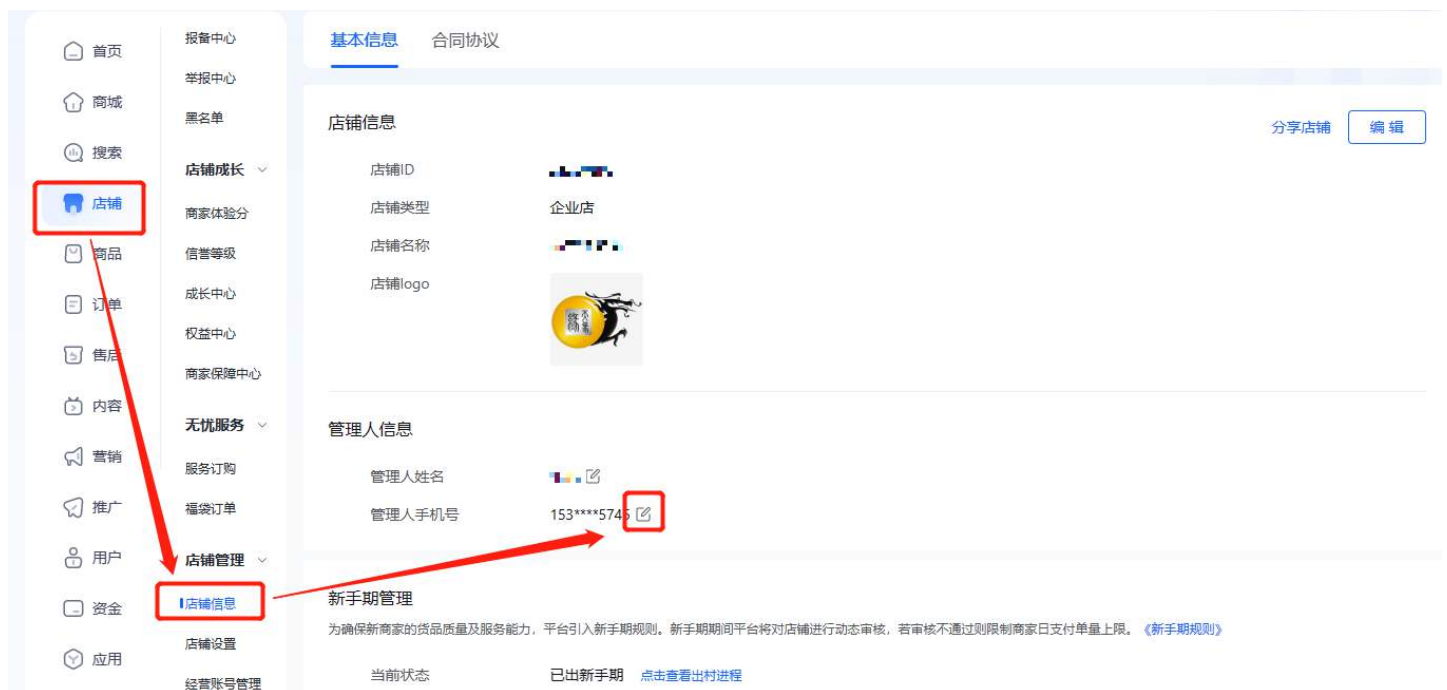 首页
商城
搜索
店铺
商品
订单
售后
内容
营销
推广
用户
资金
应用
报备中心
举报中心
黑名单
店铺成长
商家体验分
信誉等级
成长中心
权益中心
商家保障中心
无忧服务
服务订购
福袋订单
店铺管理
店铺信息
店铺设置
经营账号管理
基本信息 合同协议
店铺信息 分享店铺 编辑
店铺ID
店铺类型 企业店
店铺名称
店铺logo
管理人信息
管理人姓名
管理人手机号 153****5745
新手期管理
为确保新商家的货品质量及服务能力，平台引入新手期规则。新手期期间平台将对店铺进行动态审核，若审核不通过则限制商家日支付单量上限。《新手期规则》
当前状态 已出新手期 点击查看出村进程